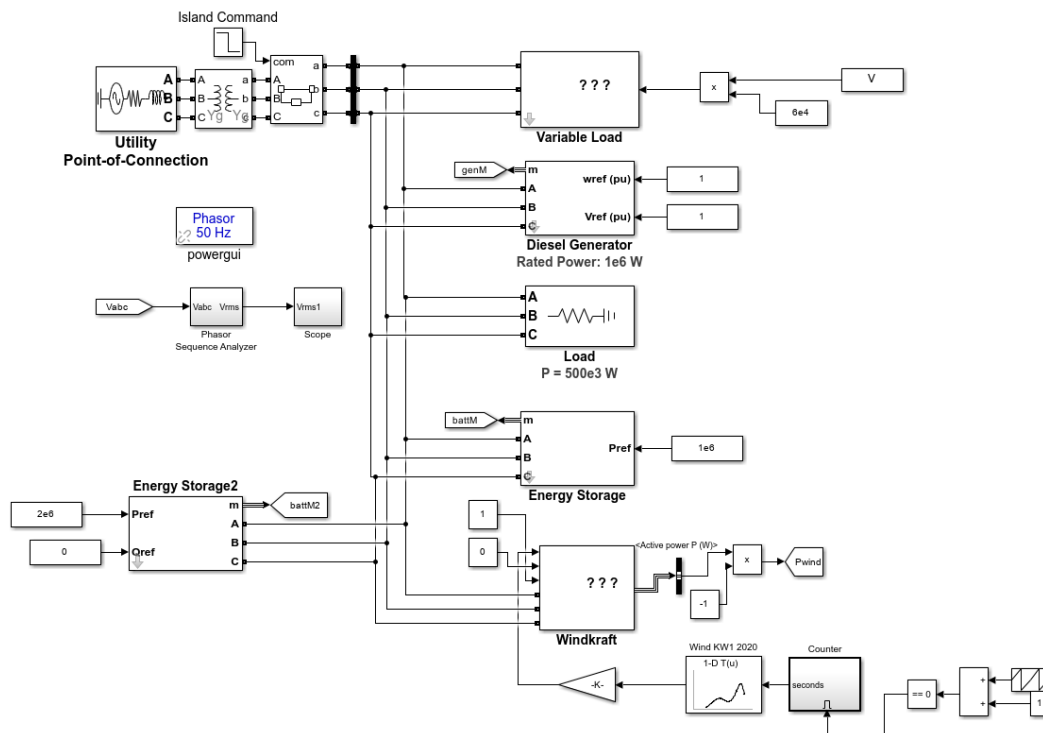 Island Command
com
A
B
C
A
B
C
a
b
c
Yg
Yg
A
B
C
a
b
c
Utility
Point-of-Connection
? ? ?
Variable Load
x
V
6e4
genM
m
A
B
C
wref (pu)
Vref (pu)
1
1
Diesel Generator
Rated Power: 1e6 W
Phasor
50 Hz
powergui
Vabc
Vabc
Vrms
Vrms1
Phasor
Sequence Analyzer
Scope
A
B
C
Load
P = 500e3 W
battM
m
A
B
C
Pref
1e6
Energy Storage
Energy Storage2
2e6
0
Pref
Qref
m
A
B
C
battM2
1
0
? ? ?
Windkraft
<Active power P (W)>
x
-1
Pwind
-K-
Wind KW1 2020
1-D T(u)
Counter
seconds
== 0
+
+
1